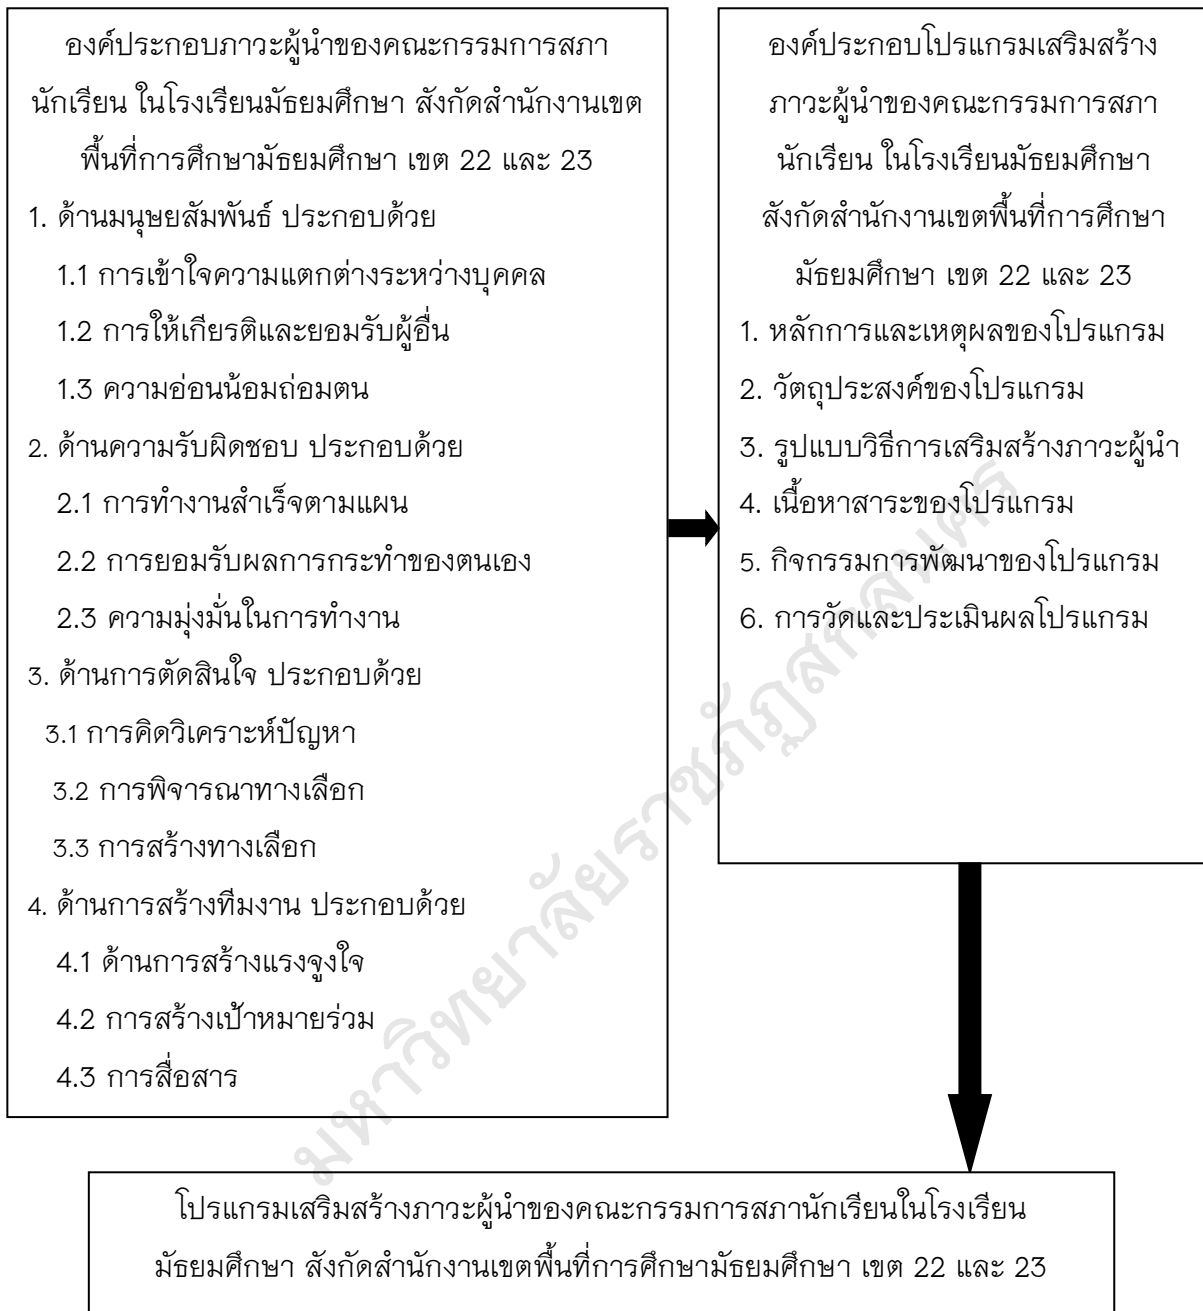 องค์ประกอบภาวะผู้นำของคณะกรรมการสภา
นักเรียน ในโรงเรียนมัธยมศึกษา สังกัดสำนักงานเขต
พื้นที่การศึกษามัธยมศึกษา เขต 22 และ 23
1. ด้านมนุษยสัมพันธ์ ประกอบด้วย
1.1 การเข้าใจความแตกต่างระหว่างบุคคล
1.2 การให้เกียรติและยอมรับผู้อื่น
1.3 ความอ่อนน้อมถ่อมตน
2. ด้านความรับผิดชอบ ประกอบด้วย
2.1 การทำงานสำเร็จตามแผน
2.2 การยอมรับผลการกระทำของตนเอง
2.3 ความมุ่งมั่นในการทำงาน
3. ด้านการตัดสินใจ ประกอบด้วย
3.1 การคิดวิเคราะห์ปัญหา
3.2 การพิจารณาทางเลือก
3.3 การสร้างทางเลือก
4. ด้านการสร้างทีมงาน ประกอบด้วย
4.1 ด้านการสร้างแรงจูงใจ
4.2 การสร้างเป้าหมายร่วม
4.3 การสื่อสาร
องค์ประกอบโปรแกรมเสริมสร้าง
ภาวะผู้นำของคณะกรรมการสภา
นักเรียน ในโรงเรียนมัธยมศึกษา
สังกัดสำนักงานเขตพื้นที่การศึกษา
มัธยมศึกษา เขต 22 และ 23
1. หลักการและเหตุผลของโปรแกรม
2. วัตถุประสงค์ของโปรแกรม
3. รูปแบบวิธีการเสริมสร้างภาวะผู้นำ
4. เนื้อหาสาระของโปรแกรม
5. กิจกรรมการพัฒนาของโปรแกรม
6. การวัดและประเมินผลโปรแกรม
โปรแกรมเสริมสร้างภาวะผู้นำของคณะกรรมการสภานักเรียนในโรงเรียน
มัธยมศึกษา สังกัดสำนักงานเขตพื้นที่การศึกษามัธยมศึกษา เขต 22 และ 23
มหาวิทยาลัยราชภัฏสกลนคร